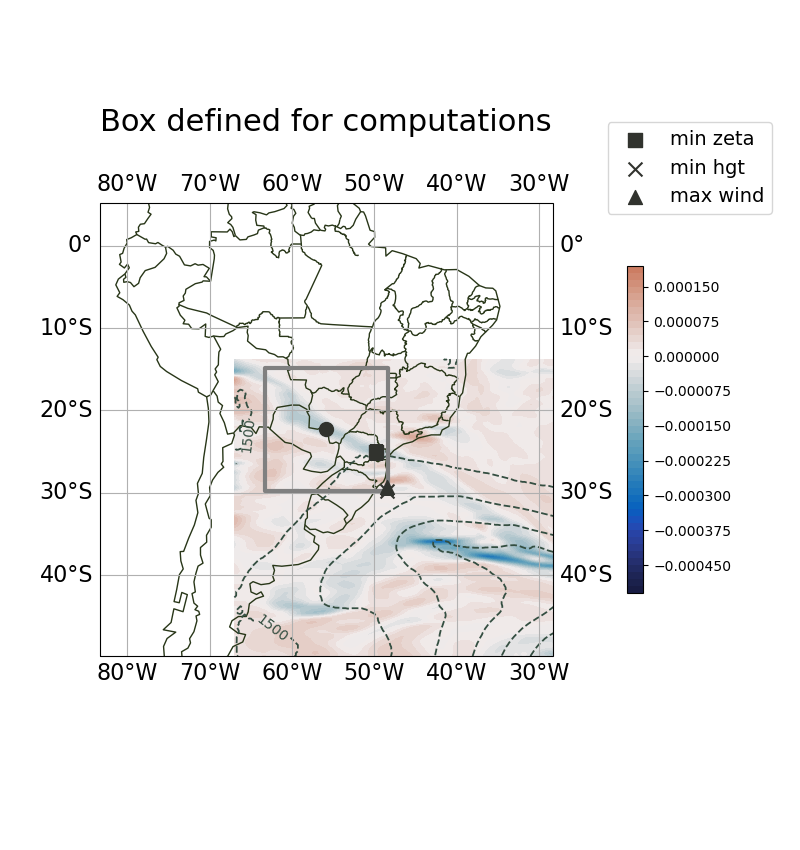 Box defined for computations
min zeta
min hgt
max wind
80°W 70°W 60°W 50°W 40°W 30°W
0° 0°
10°S 10°S
20°S 20°S
30°S 30°S
40°S 40°S
1500
1500
80°W 70°W 60°W 50°W 40°W 30°W
0.000150
0.000075
0.000000
−0.000075
−0.000150
−0.000225
−0.000300
−0.000375
−0.000450